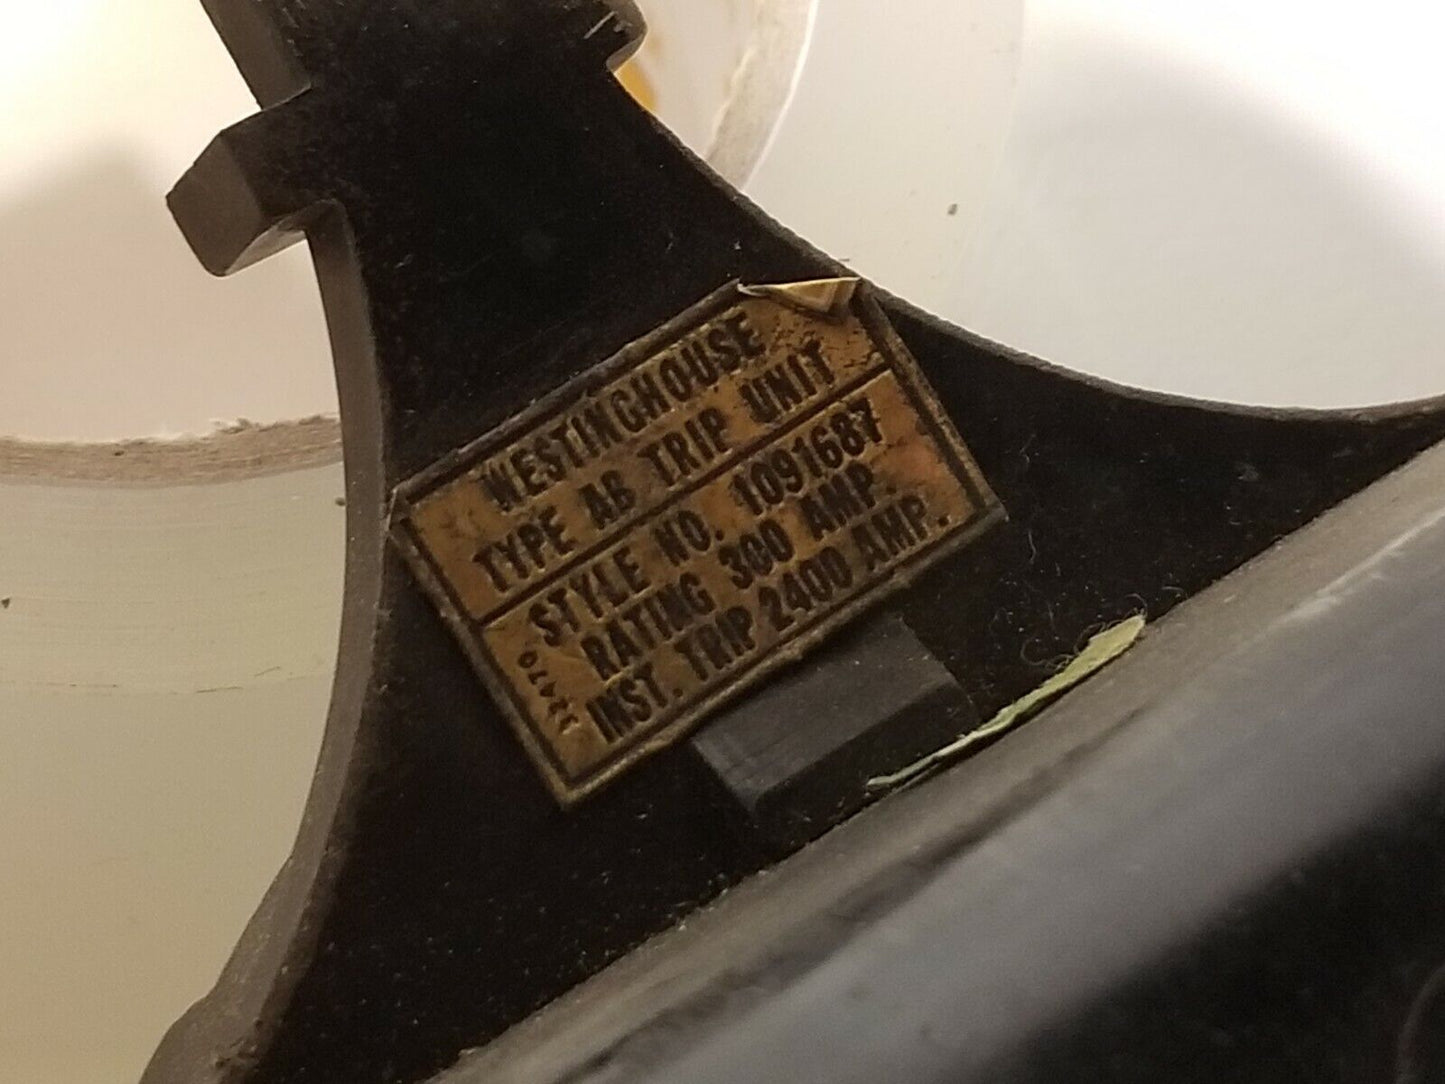 WESTINGHOUSE
TYPE AB TRIP UNIT
STYLE NO. 1091687
RATING 300 AMP.
INST. TRIP 2400 AMP.